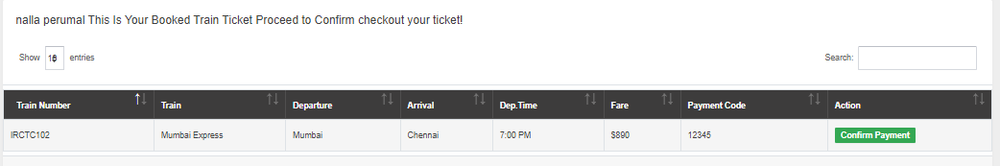 nalla perumal This Is Your Booked Train Ticket Proceed to Confirm checkout your ticket!
Show 10 entries Search:
Train Number Train Departure Arrival Dep.Time Fare Payment Code Action
IRCTC102 Mumbai Express Mumbai Chennai 7:00 PM $890 12345 Confirm Payment